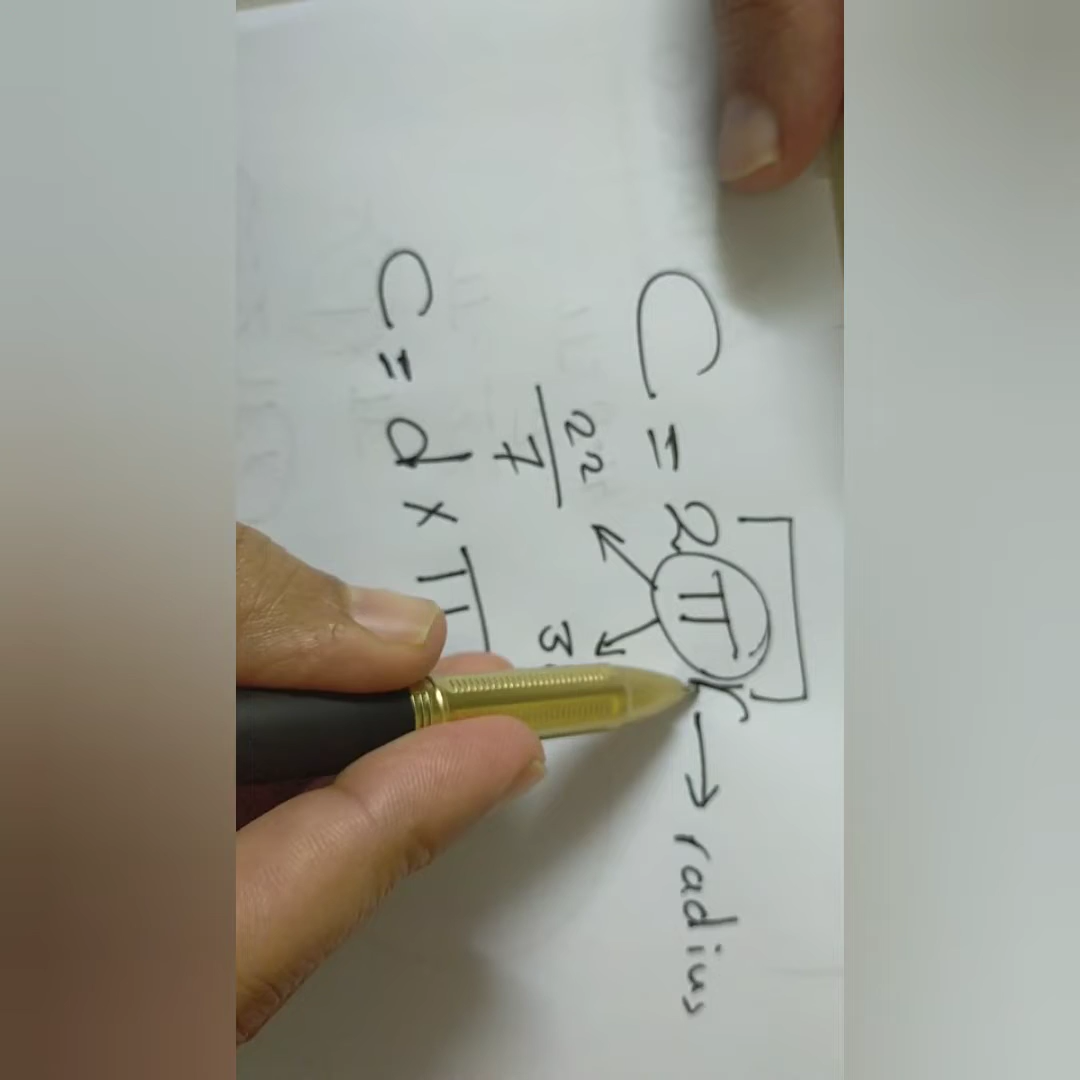 C = 2πr → radius
22
7
3
C = d x π